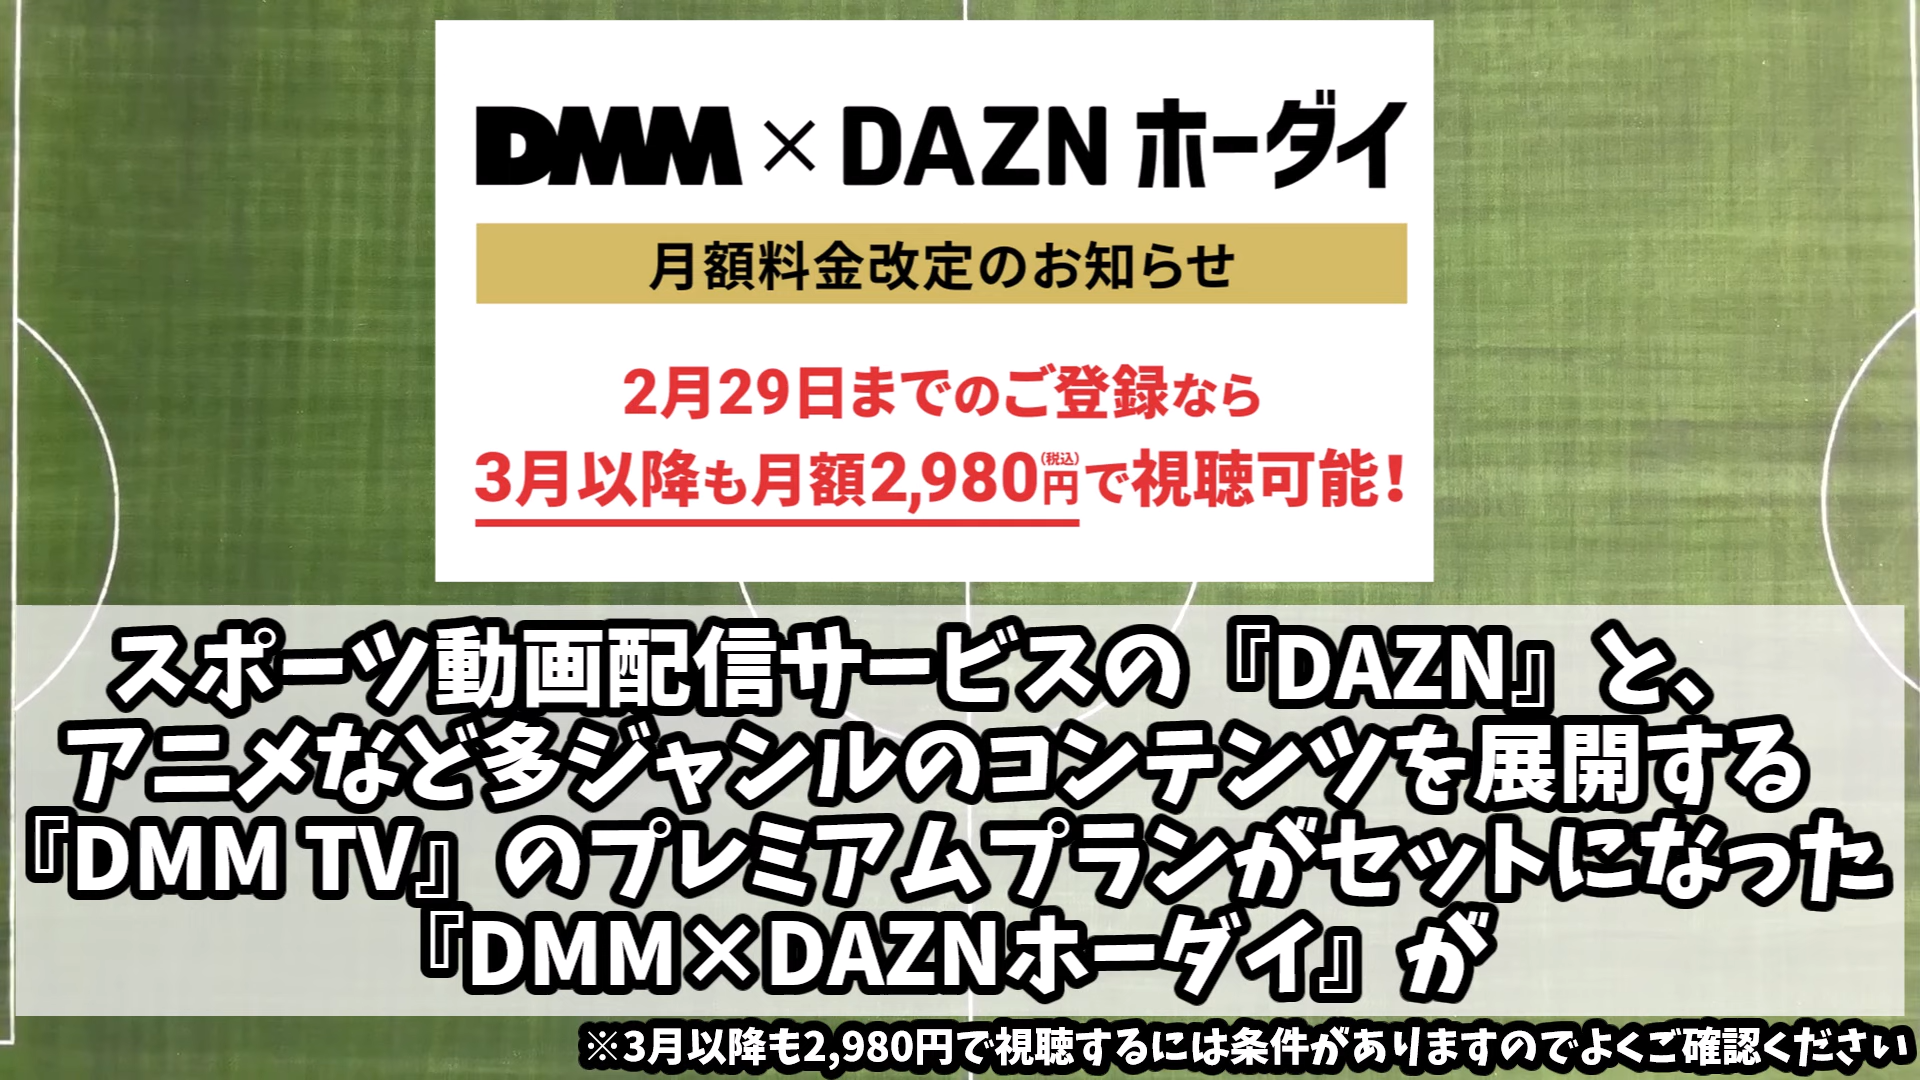 DMM×DAZN ホーダイ
月額料金改定のお知らせ
2月29日までのご登録なら
3月以降も月額2,980円(税込)で視聴可能!
スポーツ動画配信サービスの『DAZN』と、
アニメなど多ジャンルのコンテンツを展開する
『DMM TV』のプレミアムプランがセットになった
『DMM×DAZNホーダイ』が
※3月以降も2,980円で視聴するには条件がありますのでよくご確認ください